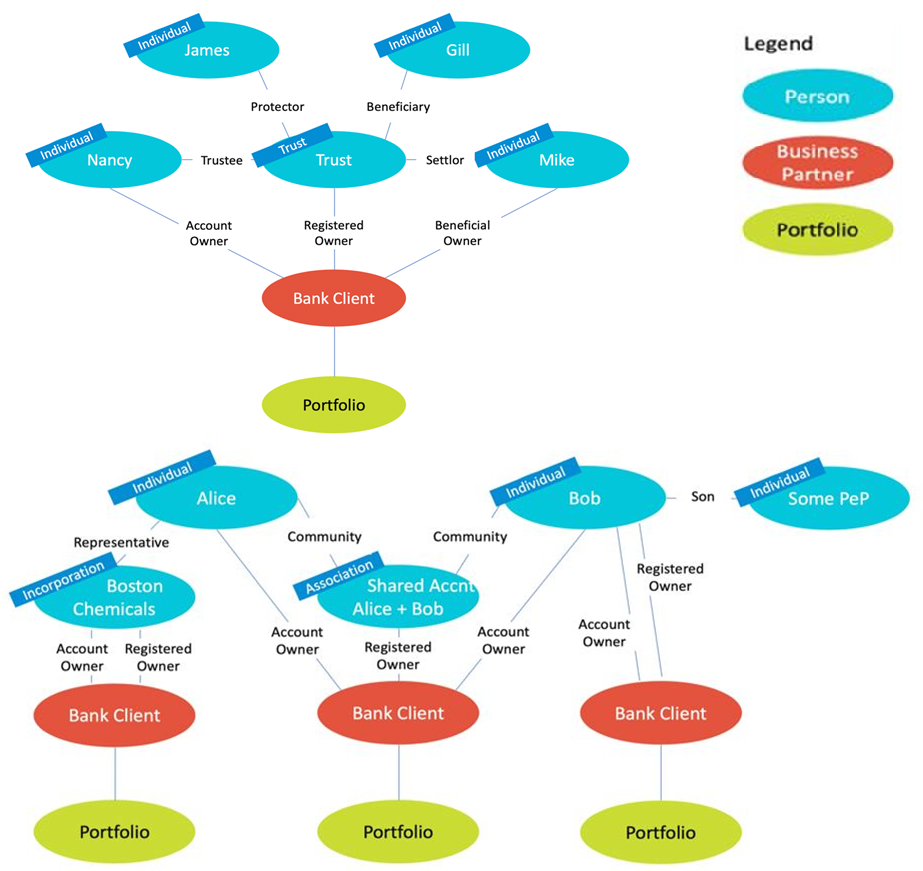 Individual
James
Individual
Gill
Legend
Person
Business
Partner
Portfolio
Protector
Beneficiary
Individual
Nancy
Trustee
Trust
Trust
Settlor
Individual
Mike
Account
Owner
Registered
Owner
Beneficial
Owner
Bank Client
Portfolio
Individual
Alice
Individual
Bob
Son
Individual
Some PeP
Representative
Community
Community
Incorporation
Boston
Chemicals
Association
Shared Accnt
Alice + Bob
Registered
Owner
Account
Owner
Registered
Owner
Account
Owner
Registered
Owner
Account
Owner
Account
Owner
Bank Client
Bank Client
Bank Client
Portfolio
Portfolio
Portfolio